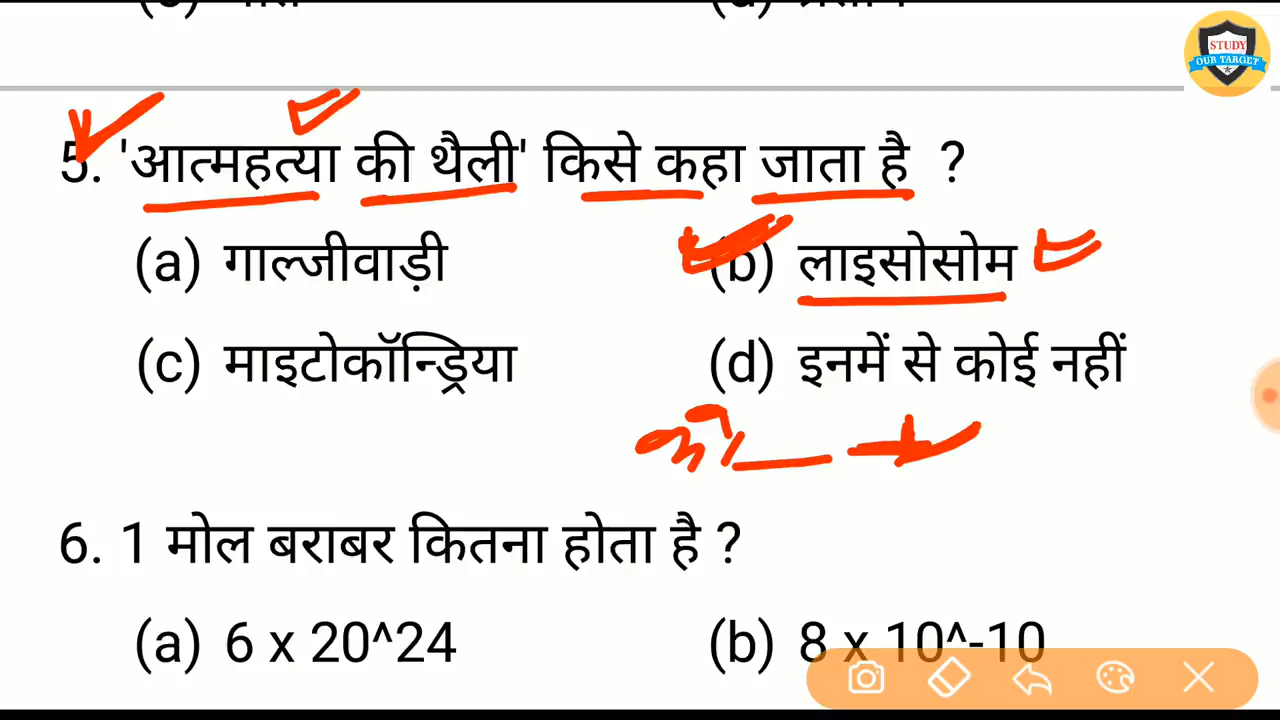 STUDY
OUR TARGET
5. 'आत्महत्या की थैली' किसे कहा जाता है ?
(a) गाल्जीवाड़ी (b) लाइसोसोम
(c) माइटोकॉन्ड्रिया (d) इनमें से कोई नहीं
6. 1 मोल बराबर कितना होता है ?
(a) 6 x 20^24 (b) 8 x 10^-10